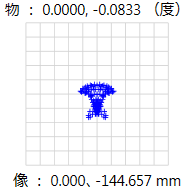 物 : 0.0000, -0.0833 （度）
像 : 0.000、-144.657 mm